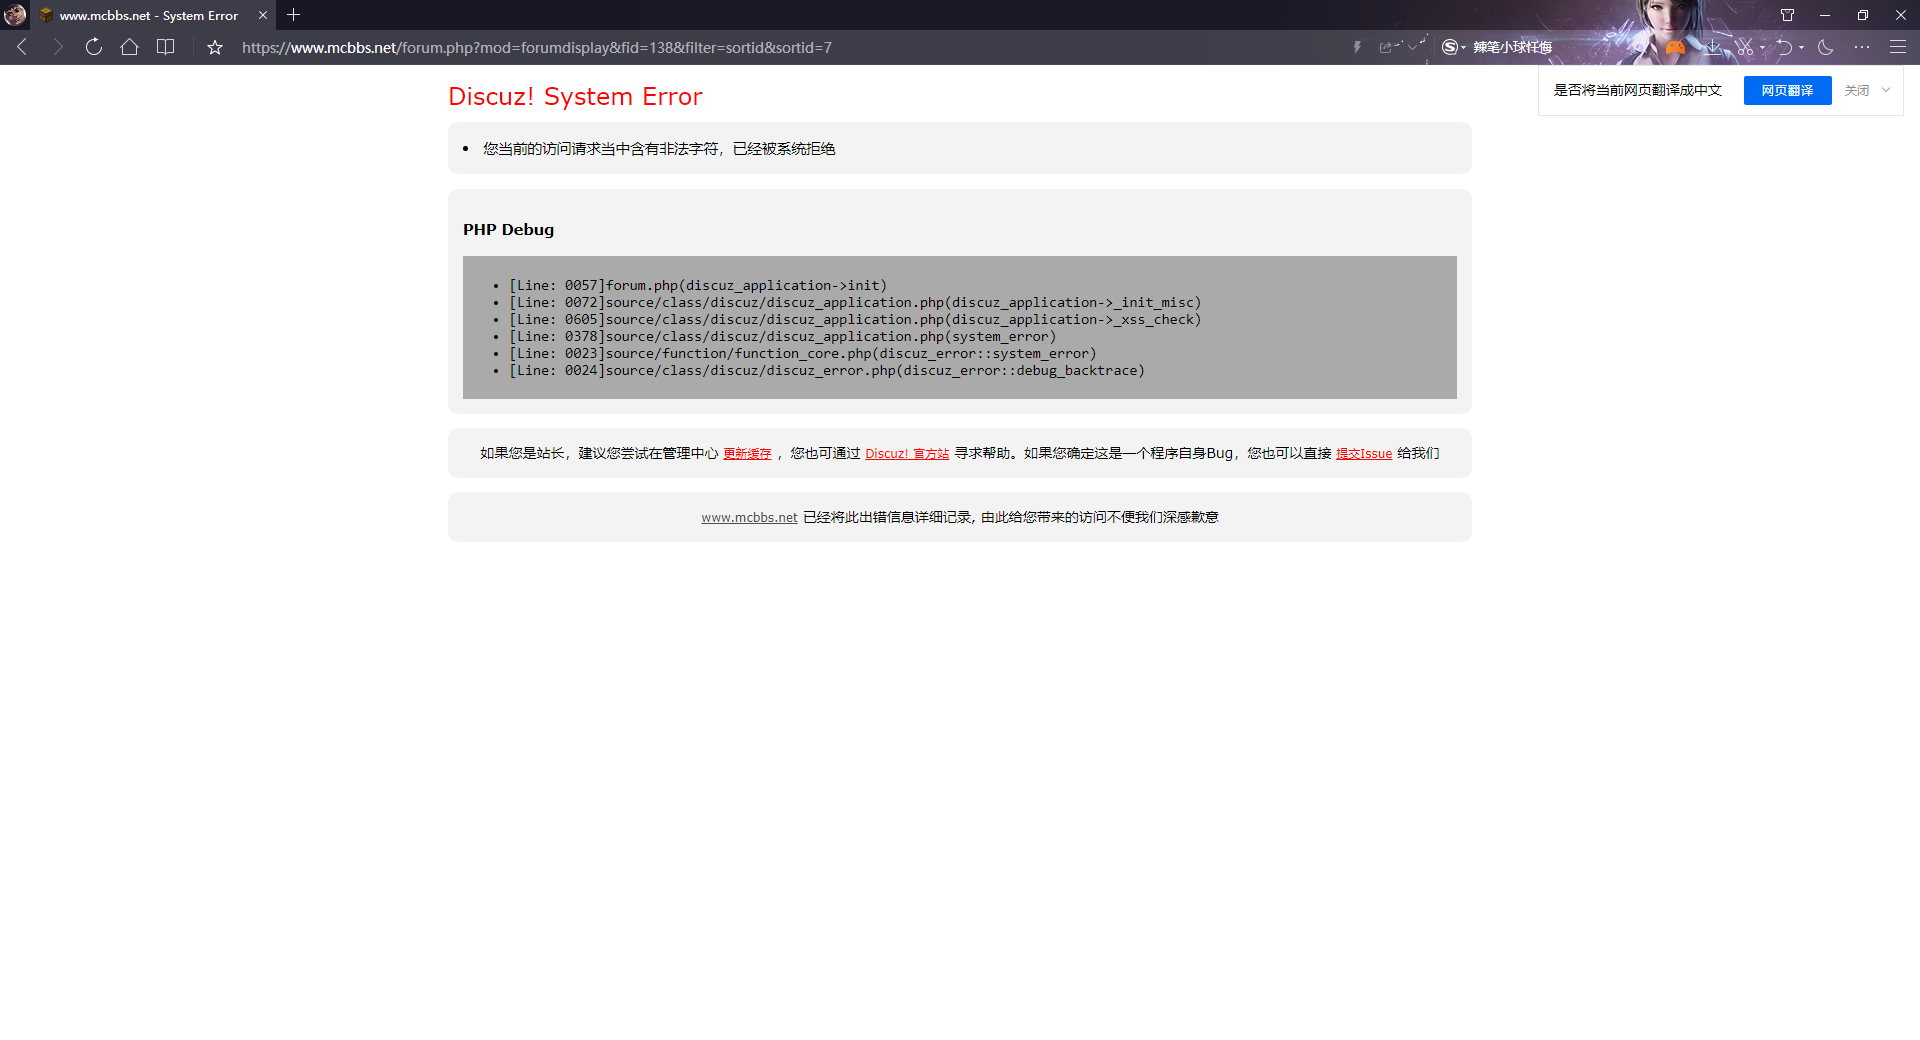 www.mcbbs.net - System Error
https://www.mcbbs.net/forum.php?mod=forumdisplay&fid=138&filter=sortid&sortid=7
辣笔小球忏悔
是否将当前网页翻译成中文 网页翻译 关闭
Discuz! System Error
您当前的访问请求当中含有非法字符，已经被系统拒绝
PHP Debug
[Line: 0057]forum.php(discuz_application->init)
[Line: 0072]source/class/discuz/discuz_application.php(discuz_application->_init_misc)
[Line: 0605]source/class/discuz/discuz_application.php(discuz_application->_xss_check)
[Line: 0378]source/class/discuz/discuz_application.php(system_error)
[Line: 0023]source/function/function_core.php(discuz_error::system_error)
[Line: 0024]source/class/discuz/discuz_error.php(discuz_error::debug_backtrace)
如果您是站长，建议您尝试在管理中心 更新缓存 ，您也可通过 Discuz! 官方站 寻求帮助。如果您确定这是一个程序自身Bug，您也可以直接 提交Issue 给我们
www.mcbbs.net 已经将此出错信息详细记录, 由此给您带来的访问不便我们深感歉意